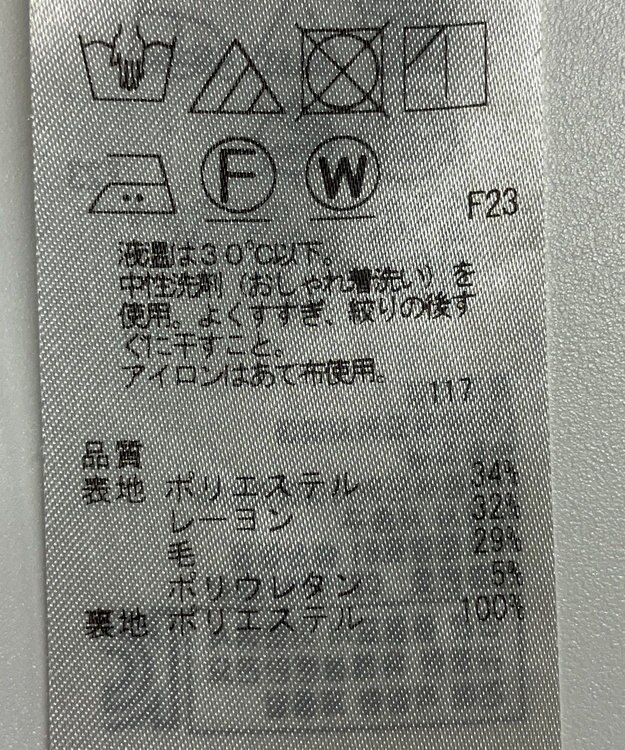 F
W
F23
液温は30℃以下。
中性洗剤（おしゃれ着洗い）を
使用。よくすすぎ、絞りの後す
ぐに干すこと。
アイロンはあて布使用。
117
品質
表地 ポリエステル 34%
レーヨン 32%
毛 29%
ポリウレタン 5%
裏地 ポリエステル 100%